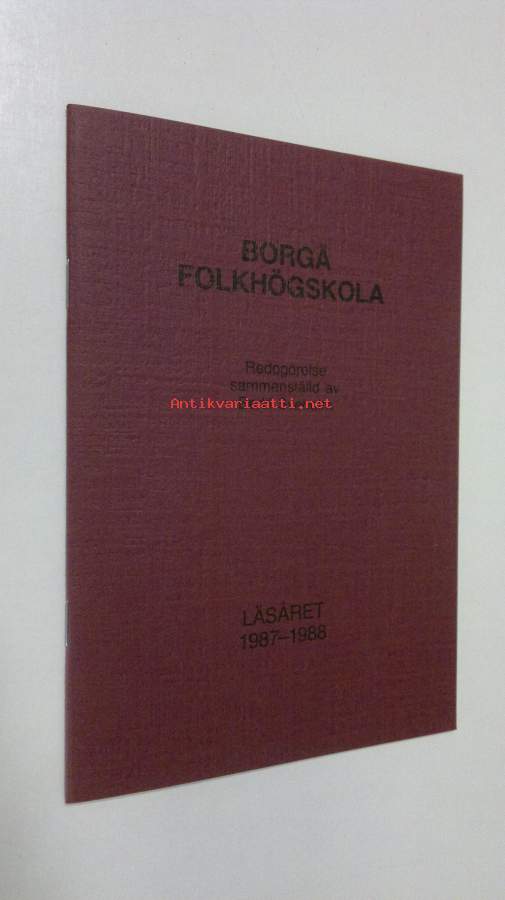 BORGÅ
FOLKHÖGSKOLA
Redogörelse
sammanställd av
Antikvariaatti.net
LÄSÅRET
1987–1988